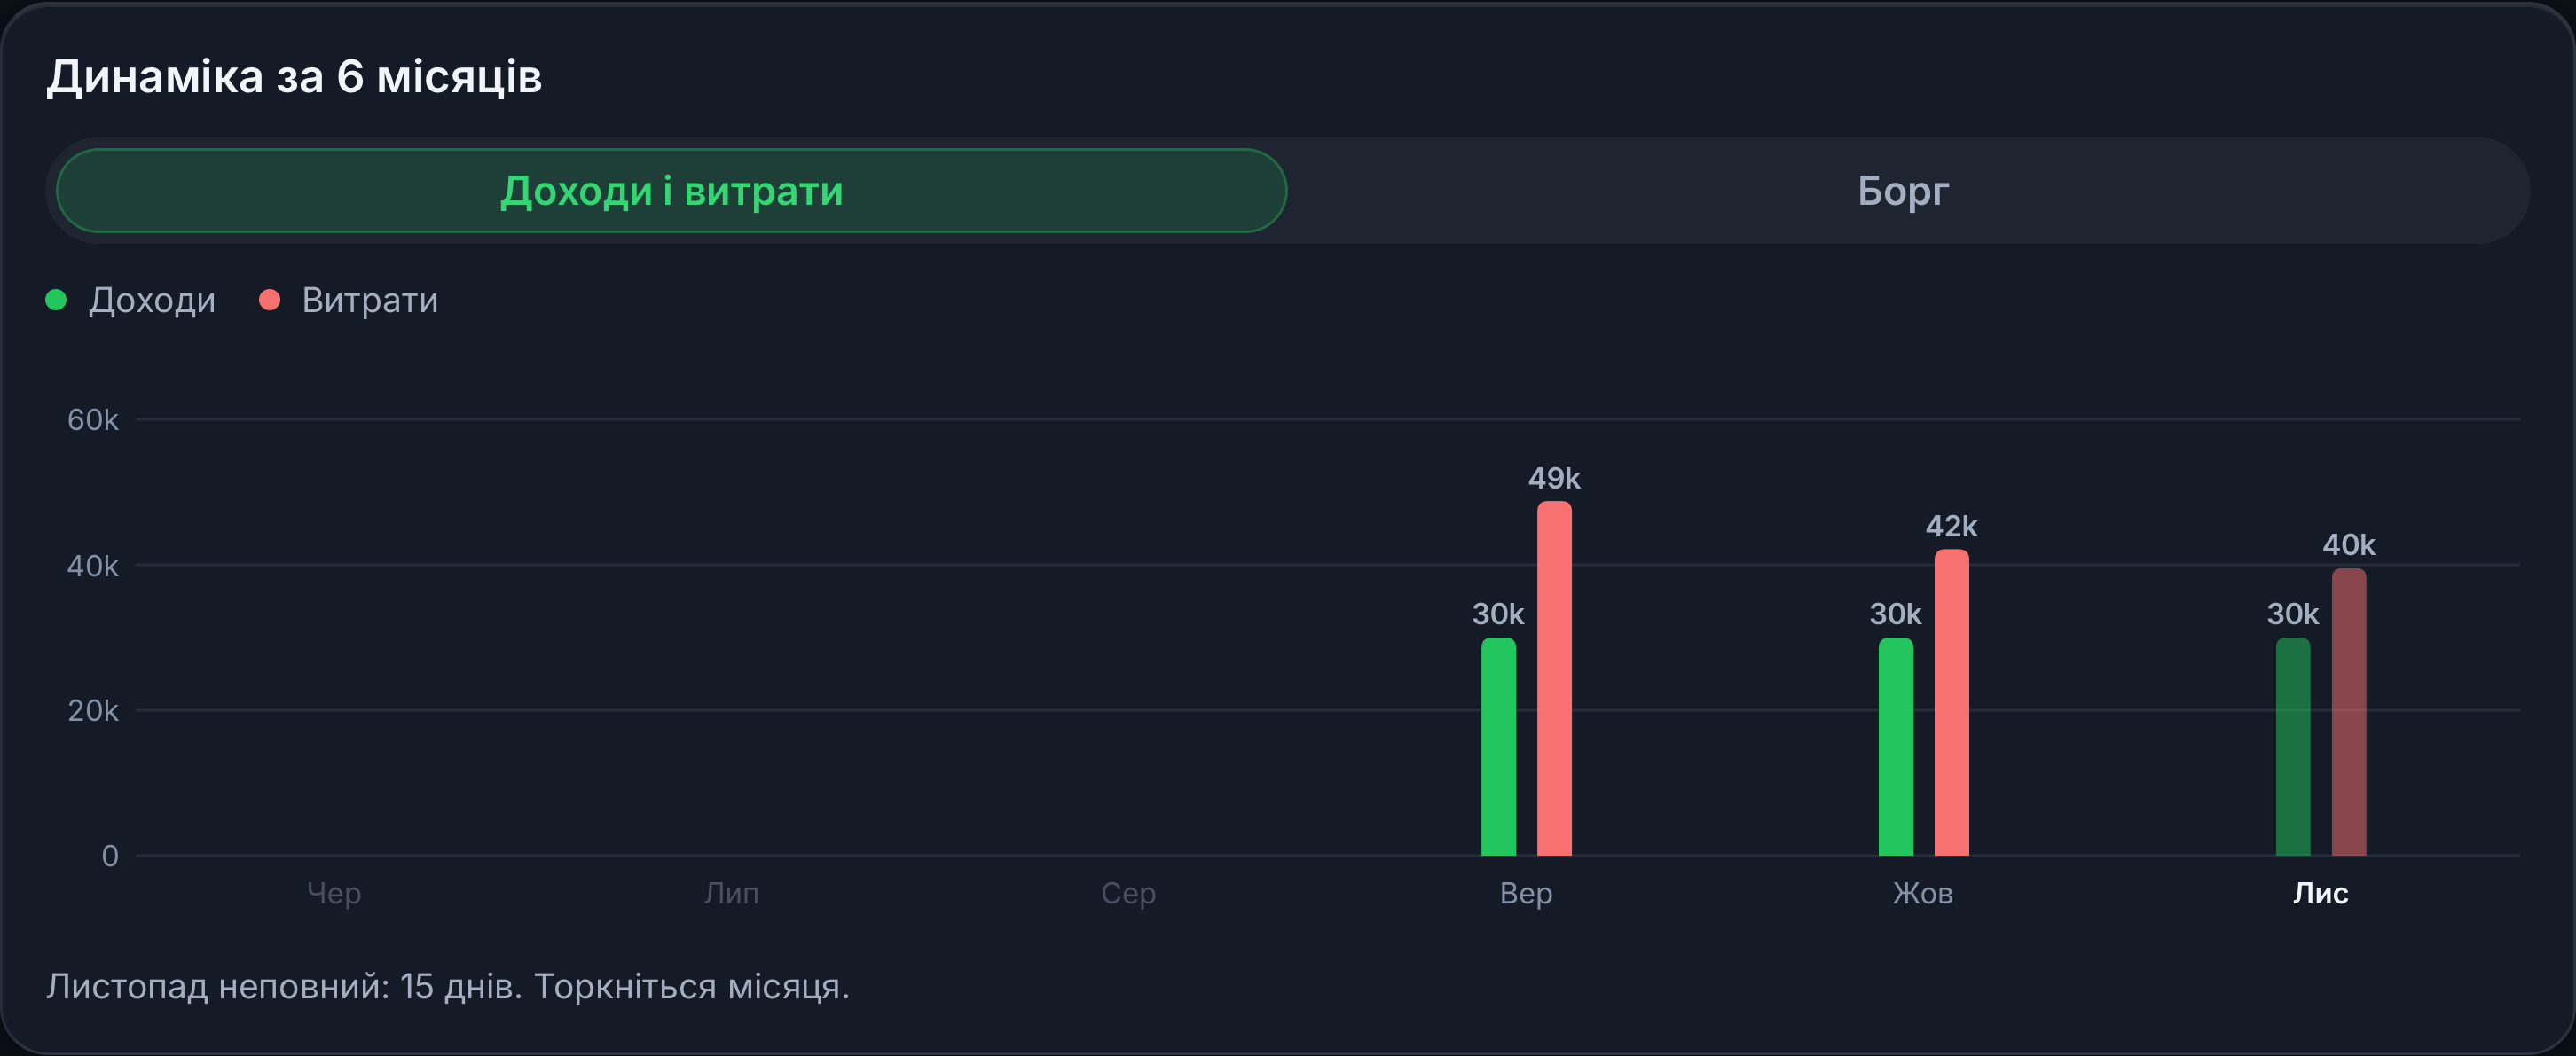 Динаміка за 6 місяців
Доходи і витрати
Борг
Доходи
Витрати
60k
40k
20k
0
49k
42k
40k
30k
30k
30k
Чер
Лип
Сер
Вер
Жов
Лис
Листопад неповний: 15 днів. Торкніться місяця.